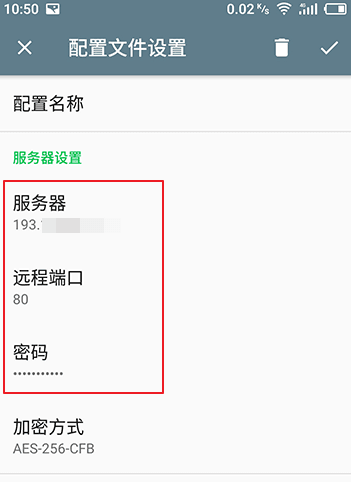 10:50
0.02 K/s
4G
配置文件设置
配置名称
服务器设置
服务器
193.
远程端口
80
密码
•••••••••••
加密方式
AES-256-CFB